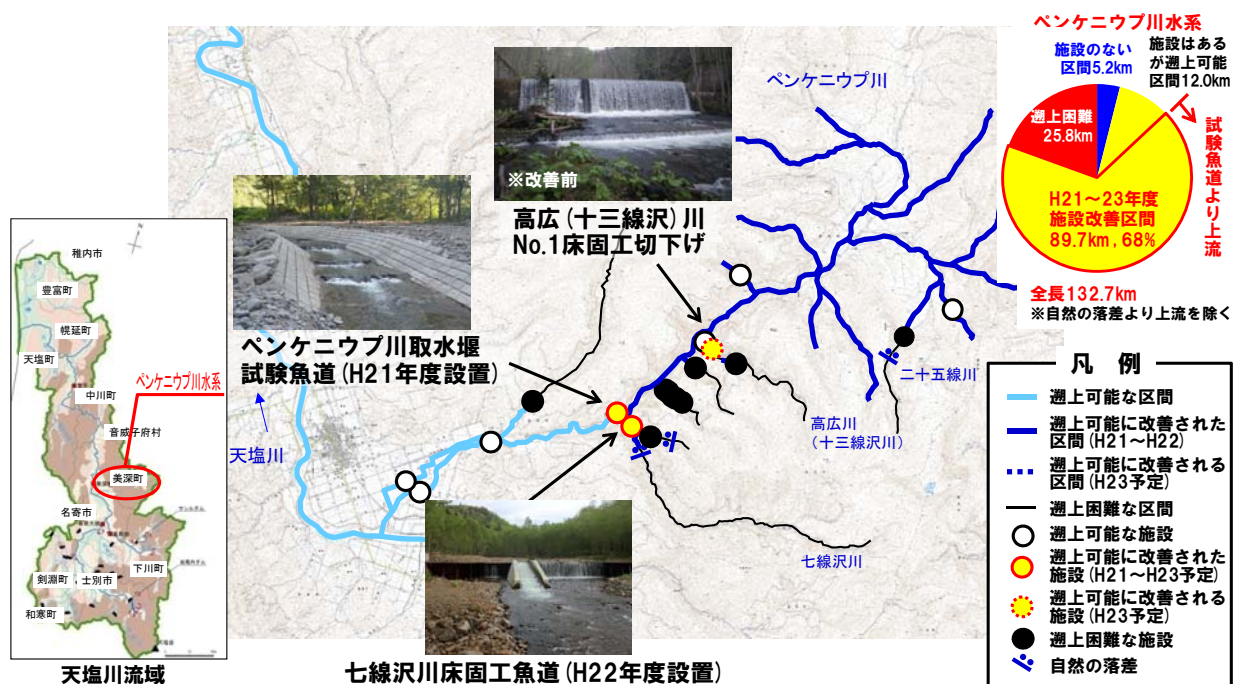 ペンケニウプ川水系
施設のない
区間5.2km
施設はある
が遡上可能
区間12.0km
遡上困難
25.8km
試験魚道より上流
H21～23年度
施設改善区間
89.7km,68%
全長132.7km
※自然の落差より上流を除く
ペンケニウプ川
※改善前
高広(十三線沢)川
No.1床固工切下げ
ペンケニウプ川取水堰
試験魚道(H21年度設置)
天塩川
二十五線川
高広川
(十三線沢川)
七線沢川
七線沢川床固工魚道(H22年度設置)
稚内市
豊富町
幌延町
天塩町
ペンケニウプ川水系
中川町
音威子府村
美深町
名寄市
サンルダム
下川町
剣淵町
士別市
和寒町
天塩川流域
凡例
遡上可能な区間
遡上可能に改善された
区間(H21～H22)
遡上可能に改善される
区間(H23予定)
遡上困難な区間
遡上可能な施設
遡上可能に改善された
施設(H21～H23予定)
遡上可能に改善される
施設(H23予定)
遡上困難な施設
自然の落差